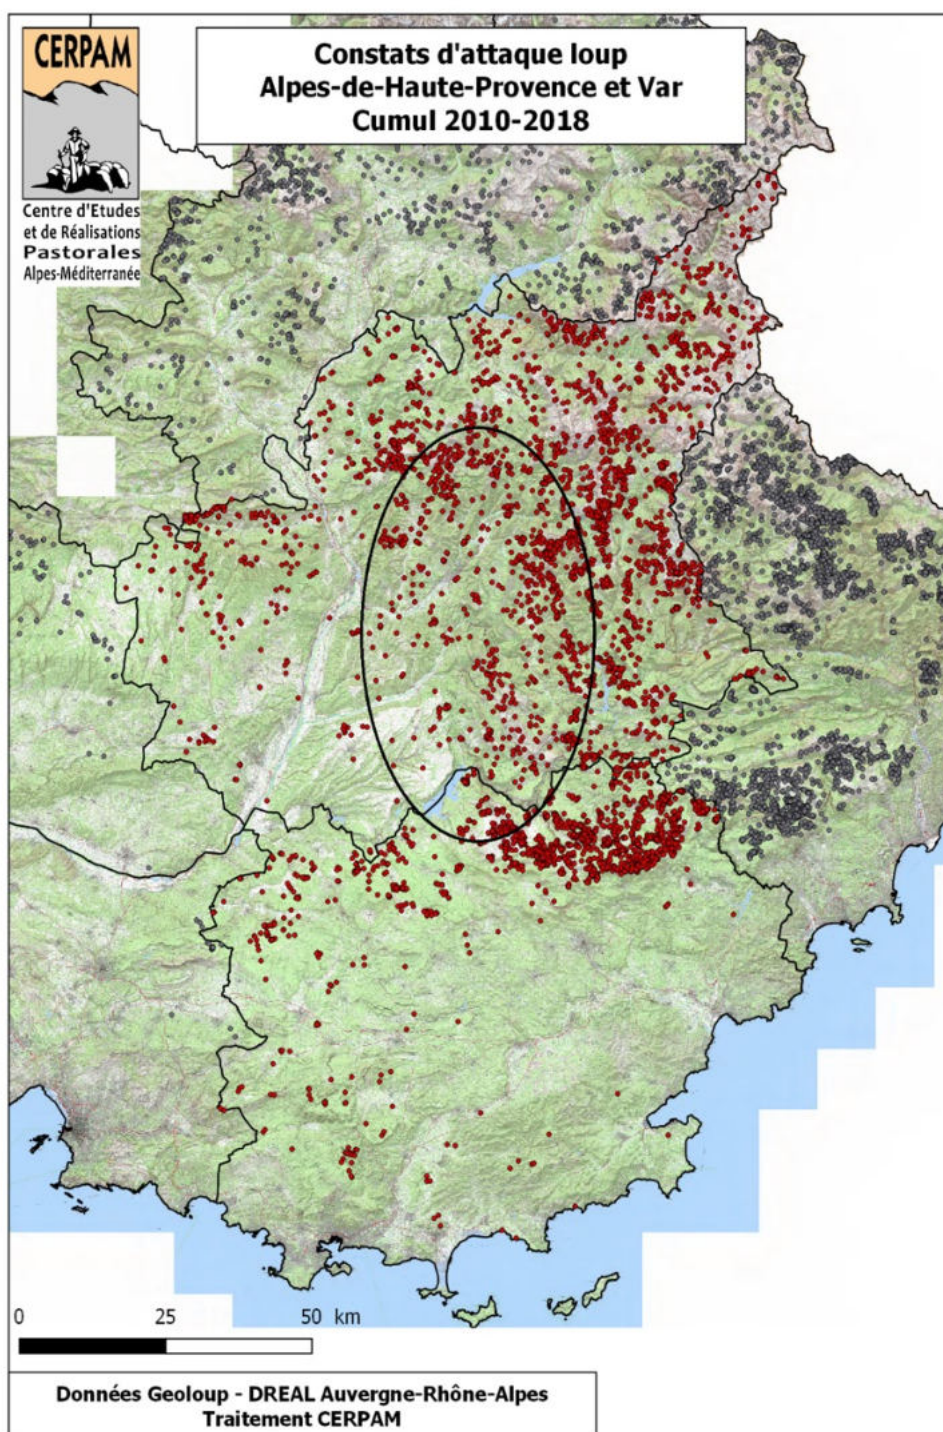 CERPAM
Centre d'Etudes
et de Réalisations
Pastorales
Alpes-Méditerranée
Constats d'attaque loup
Alpes-de-Haute-Provence et Var
Cumul 2010-2018
0 25 50 km
Données Geoloup - DREAL Auvergne-Rhône-Alpes
Traitement CERPAM